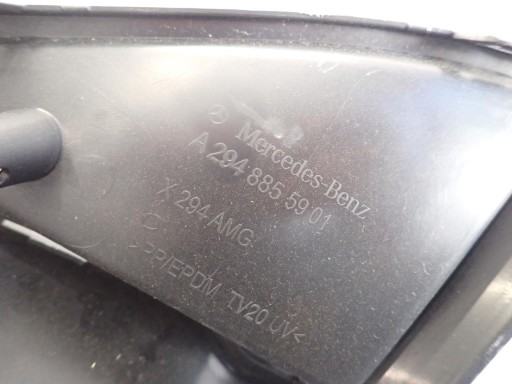 Mercedes-Benz
A 294 885 59 01
X 294 AMG
>PP/EPDM TV20 UV<